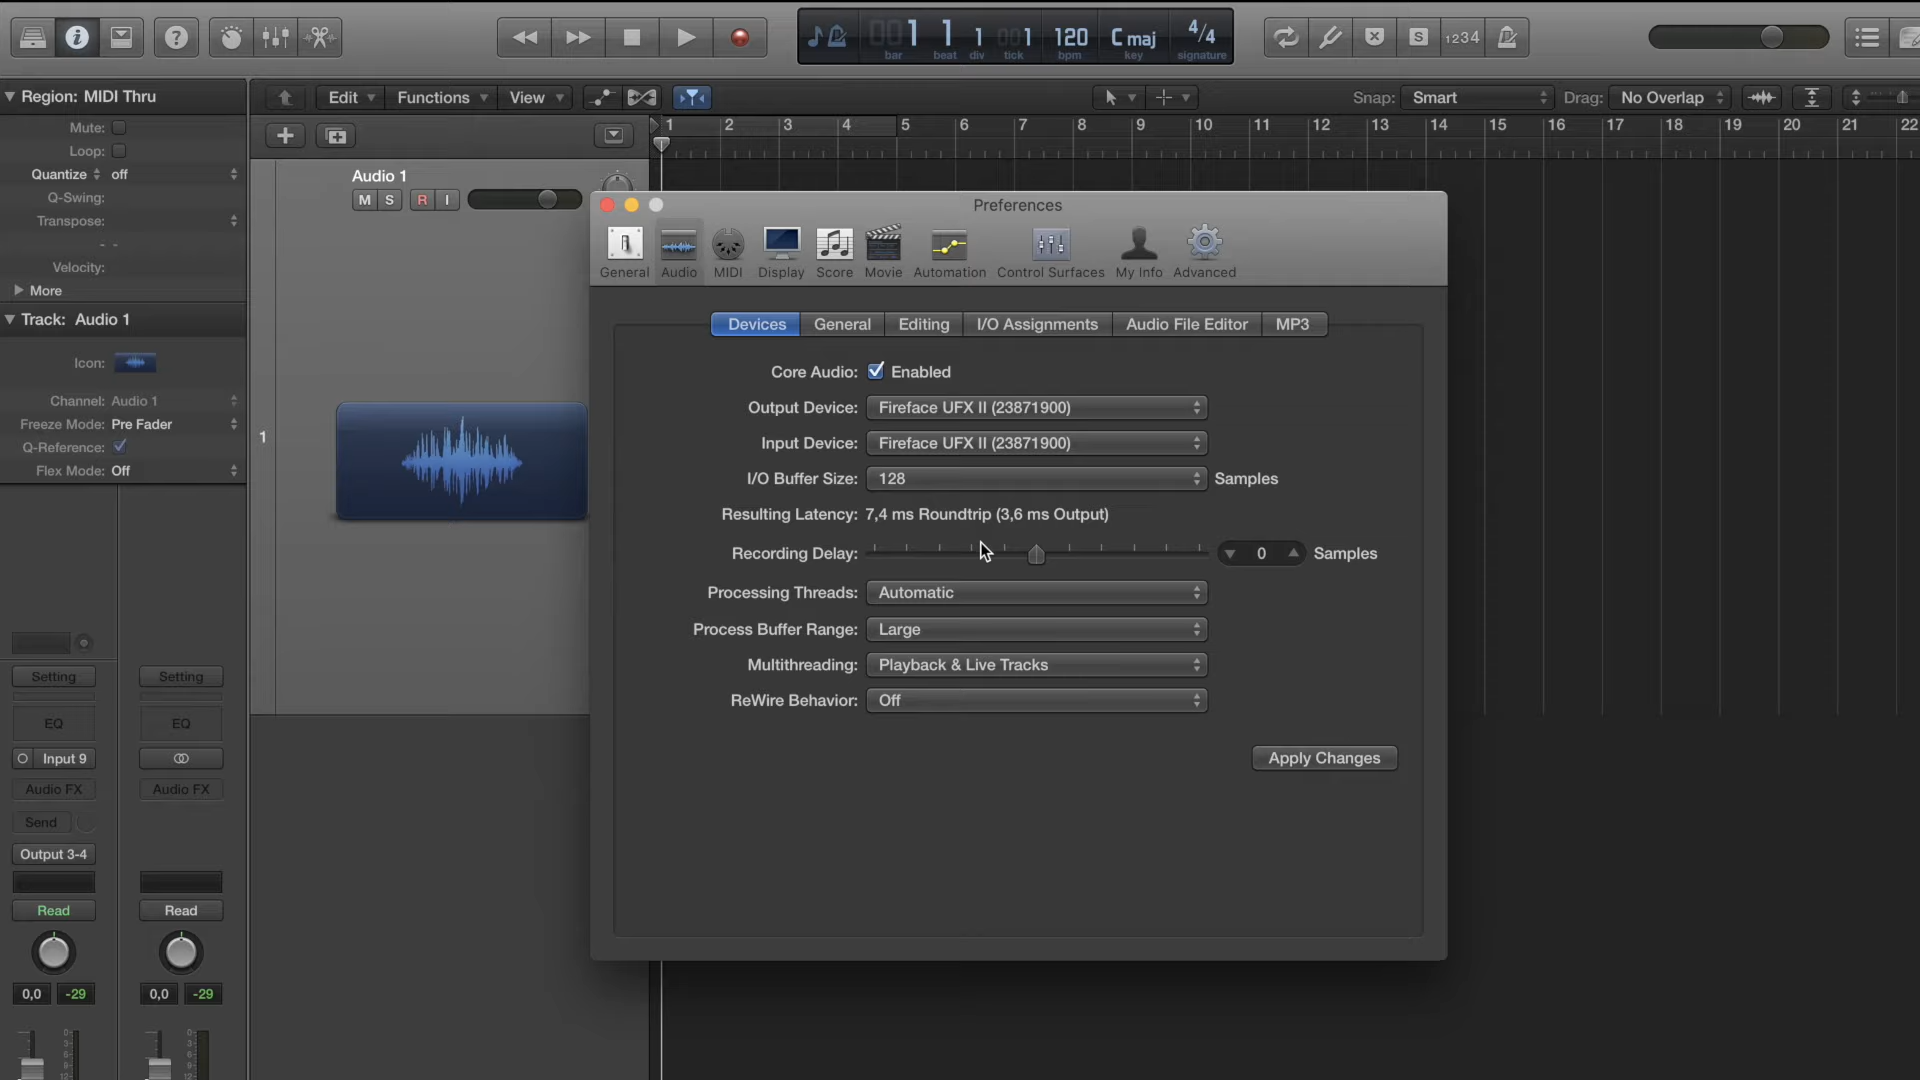 1 1 1 1 120 C maj 4/4
bar beat div tick bpm key signature
S 1234
Region: MIDI Thru
Edit Functions View
Snap: Smart Drag: No Overlap
Mute:
Loop:
Quantize off
Q-Swing:
Transpose:
- -
Velocity:
More
Track: Audio 1
Icon:
Channel: Audio 1
Freeze Mode: Pre Fader
Q-Reference:
Flex Mode: Off
1 2 3 4 5 6 7 8 9 10 11 12 13 14 15 16 17 18 19 20 21 22
Audio 1
M S R I
1
Preferences
General Audio MIDI Display Score Movie Automation Control Surfaces My Info Advanced
Devices General Editing I/O Assignments Audio File Editor MP3
Core Audio: Enabled
Output Device: Fireface UFX II (23871900)
Input Device: Fireface UFX II (23871900)
I/O Buffer Size: 128 Samples
Resulting Latency: 7,4 ms Roundtrip (3,6 ms Output)
Recording Delay: 0 Samples
Processing Threads: Automatic
Process Buffer Range: Large
Multithreading: Playback & Live Tracks
ReWire Behavior: Off
Apply Changes
Setting Setting
EQ EQ
Input 9
Audio FX Audio FX
Send
Output 3-4
Read Read
0,0 -29 0,0 -29